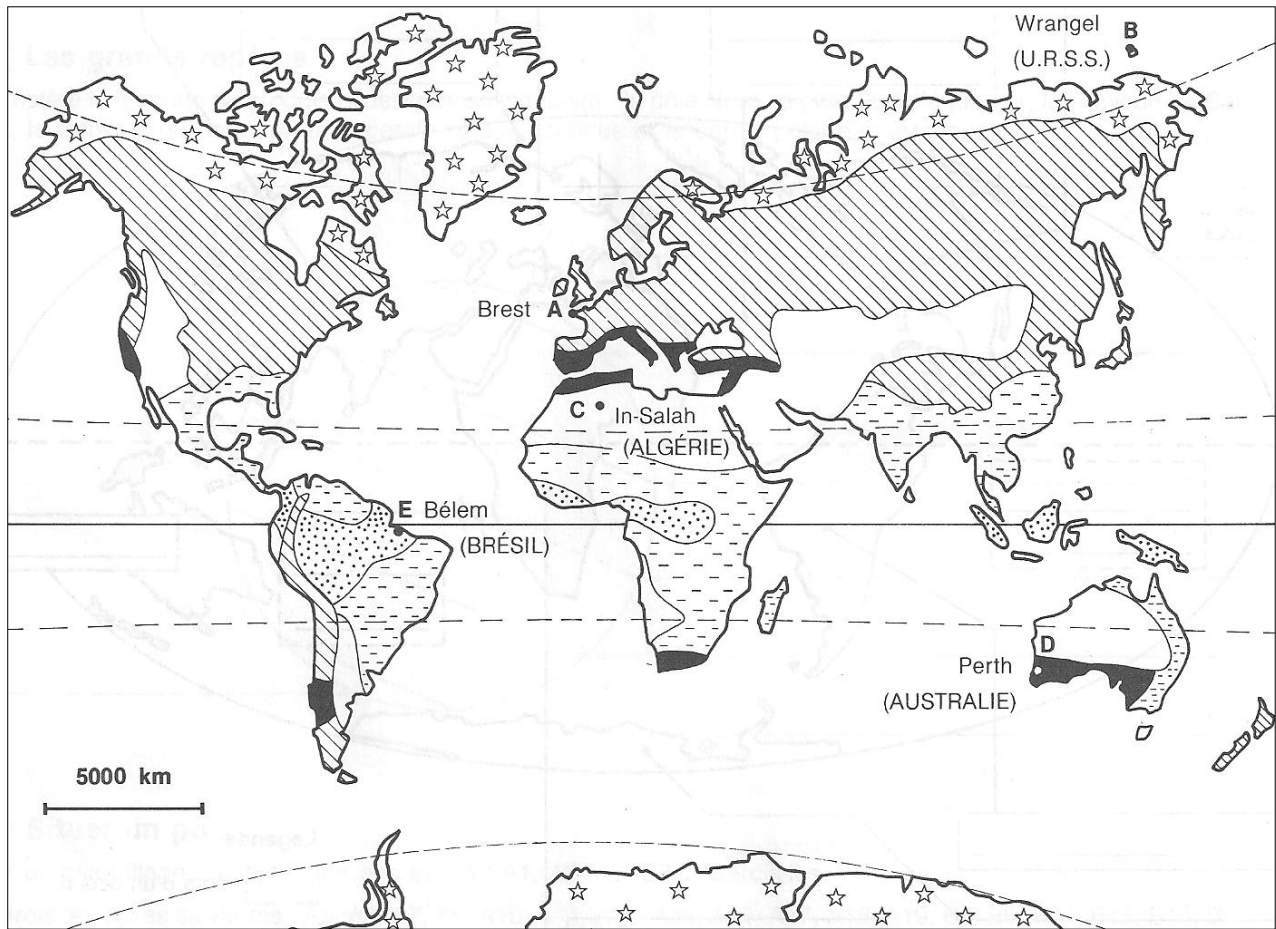 Wrangel B
(U.R.S.S.)
Brest A
C In-Salah
(ALGÉRIE)
E Bélem
(BRÉSIL)
D
Perth
(AUSTRALIE)
5000 km